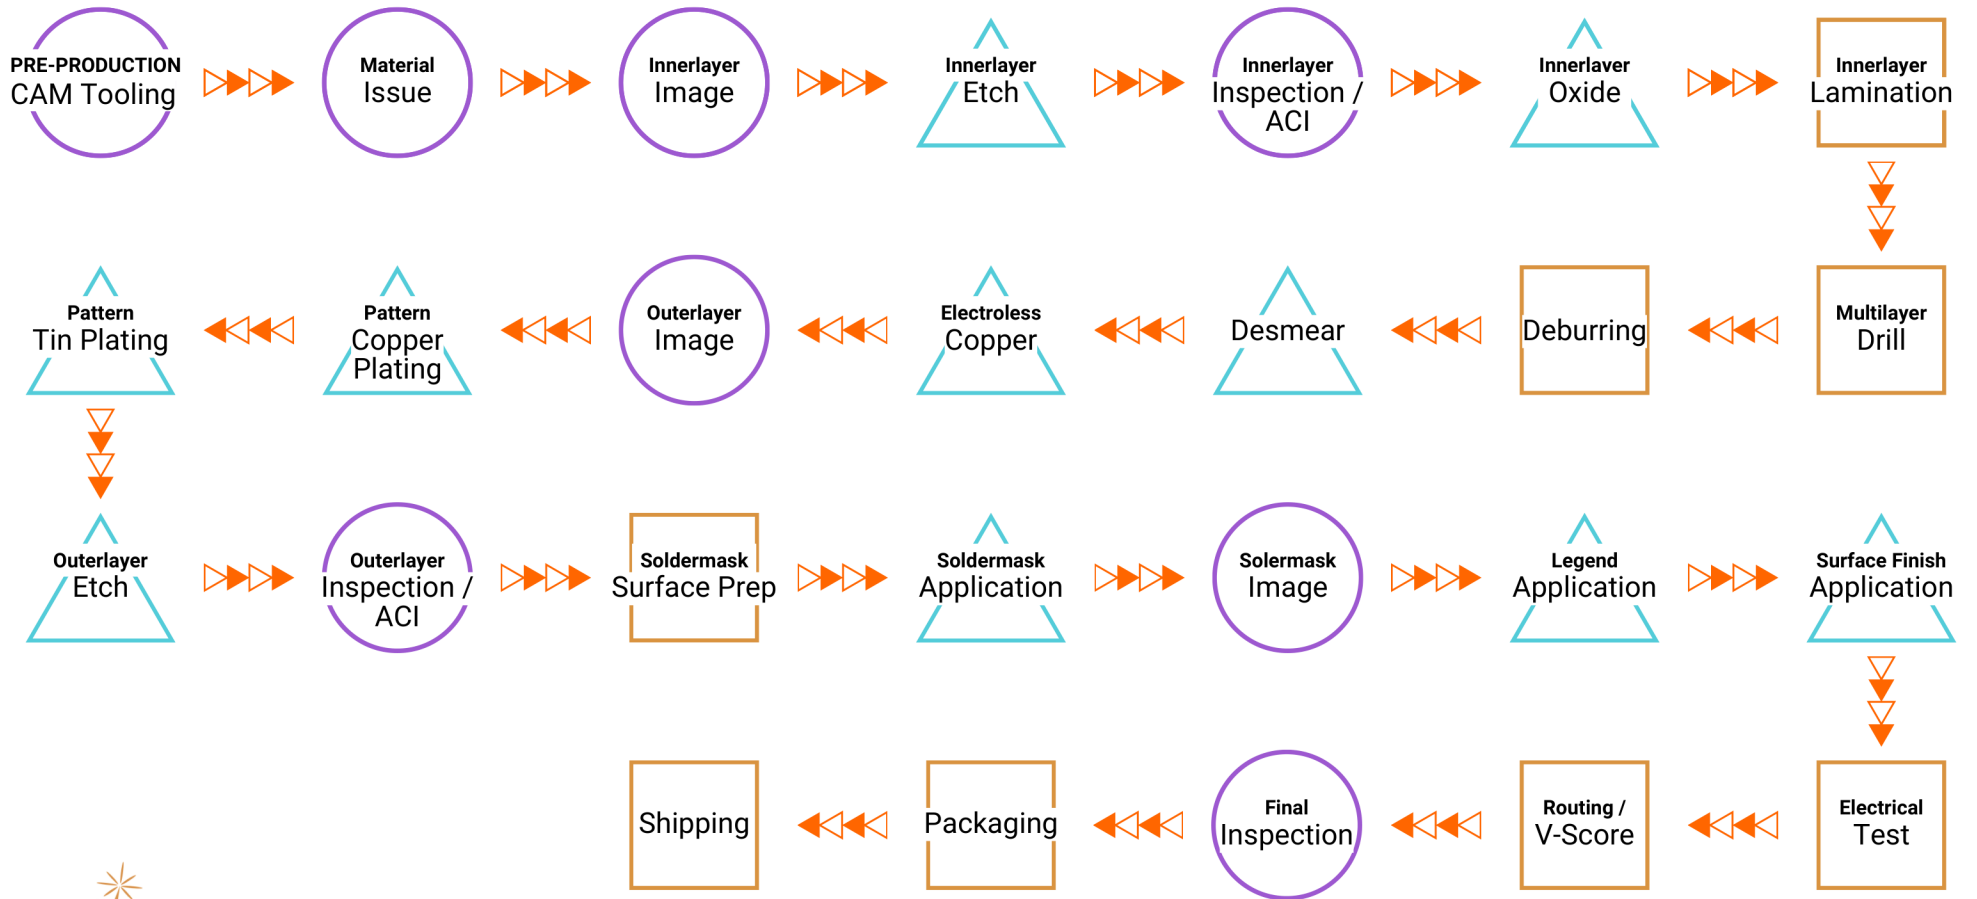 PRE-PRODUCTION
CAM Tooling
Material
Issue
Innerlayer
Image
Innerlayer
Etch
Innerlayer
Inspection /
ACI
Innerlaver
Oxide
Innerlayer
Lamination
Multilayer
Drill
Deburring
Desmear
Electroless
Copper
Outerlayer
Image
Pattern
Copper
Plating
Pattern
Tin Plating
Outerlayer
Etch
Outerlayer
Inspection /
ACI
Soldermask
Surface Prep
Soldermask
Application
Solermask
Image
Legend
Application
Surface Finish
Application
Electrical
Test
Routing /
V-Score
Final
Inspection
Packaging
Shipping